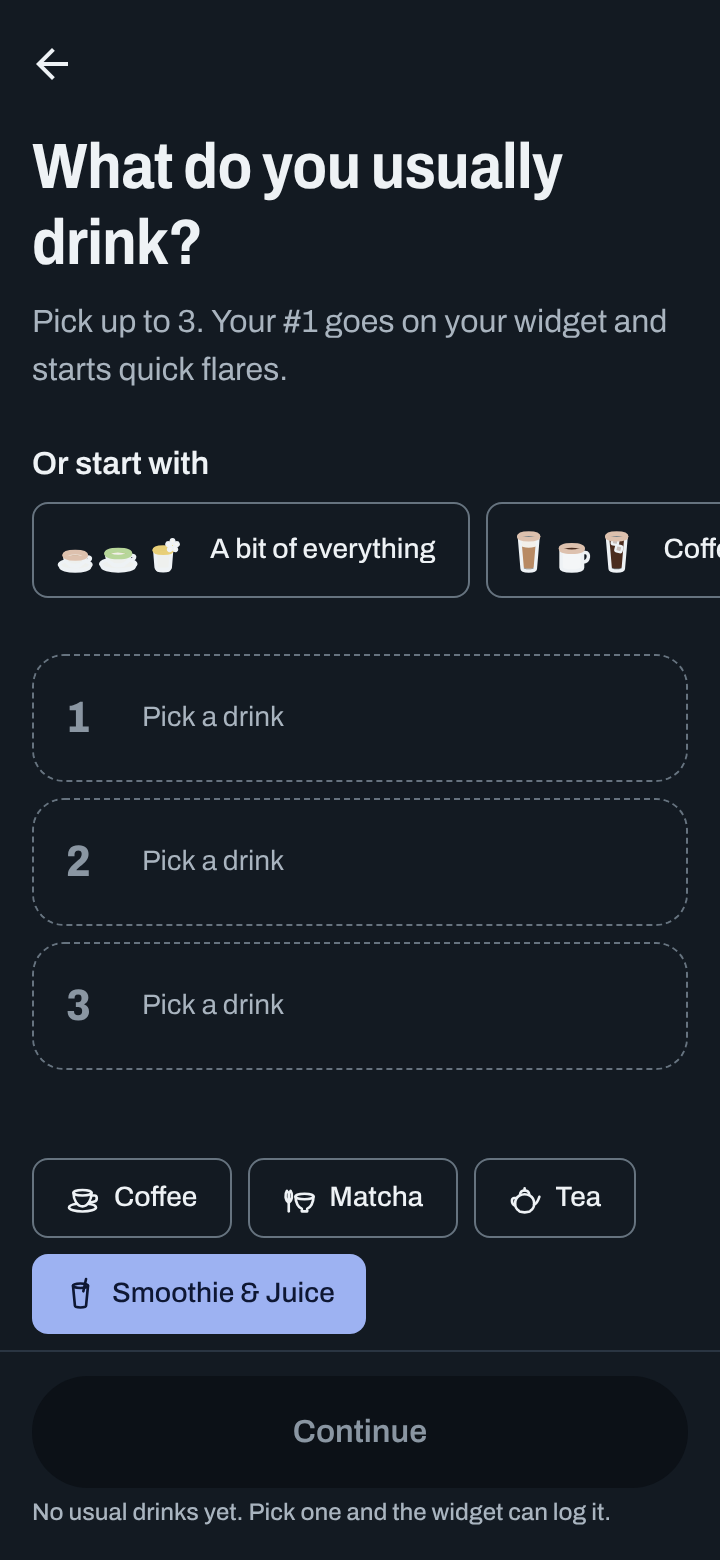 What do you usually
drink?
Pick up to 3. Your #1 goes on your widget and
starts quick flares.
Or start with
A bit of everything
1 Pick a drink
2 Pick a drink
3 Pick a drink
Coffee Matcha Tea
Smoothie & Juice
Continue
No usual drinks yet. Pick one and the widget can log it.